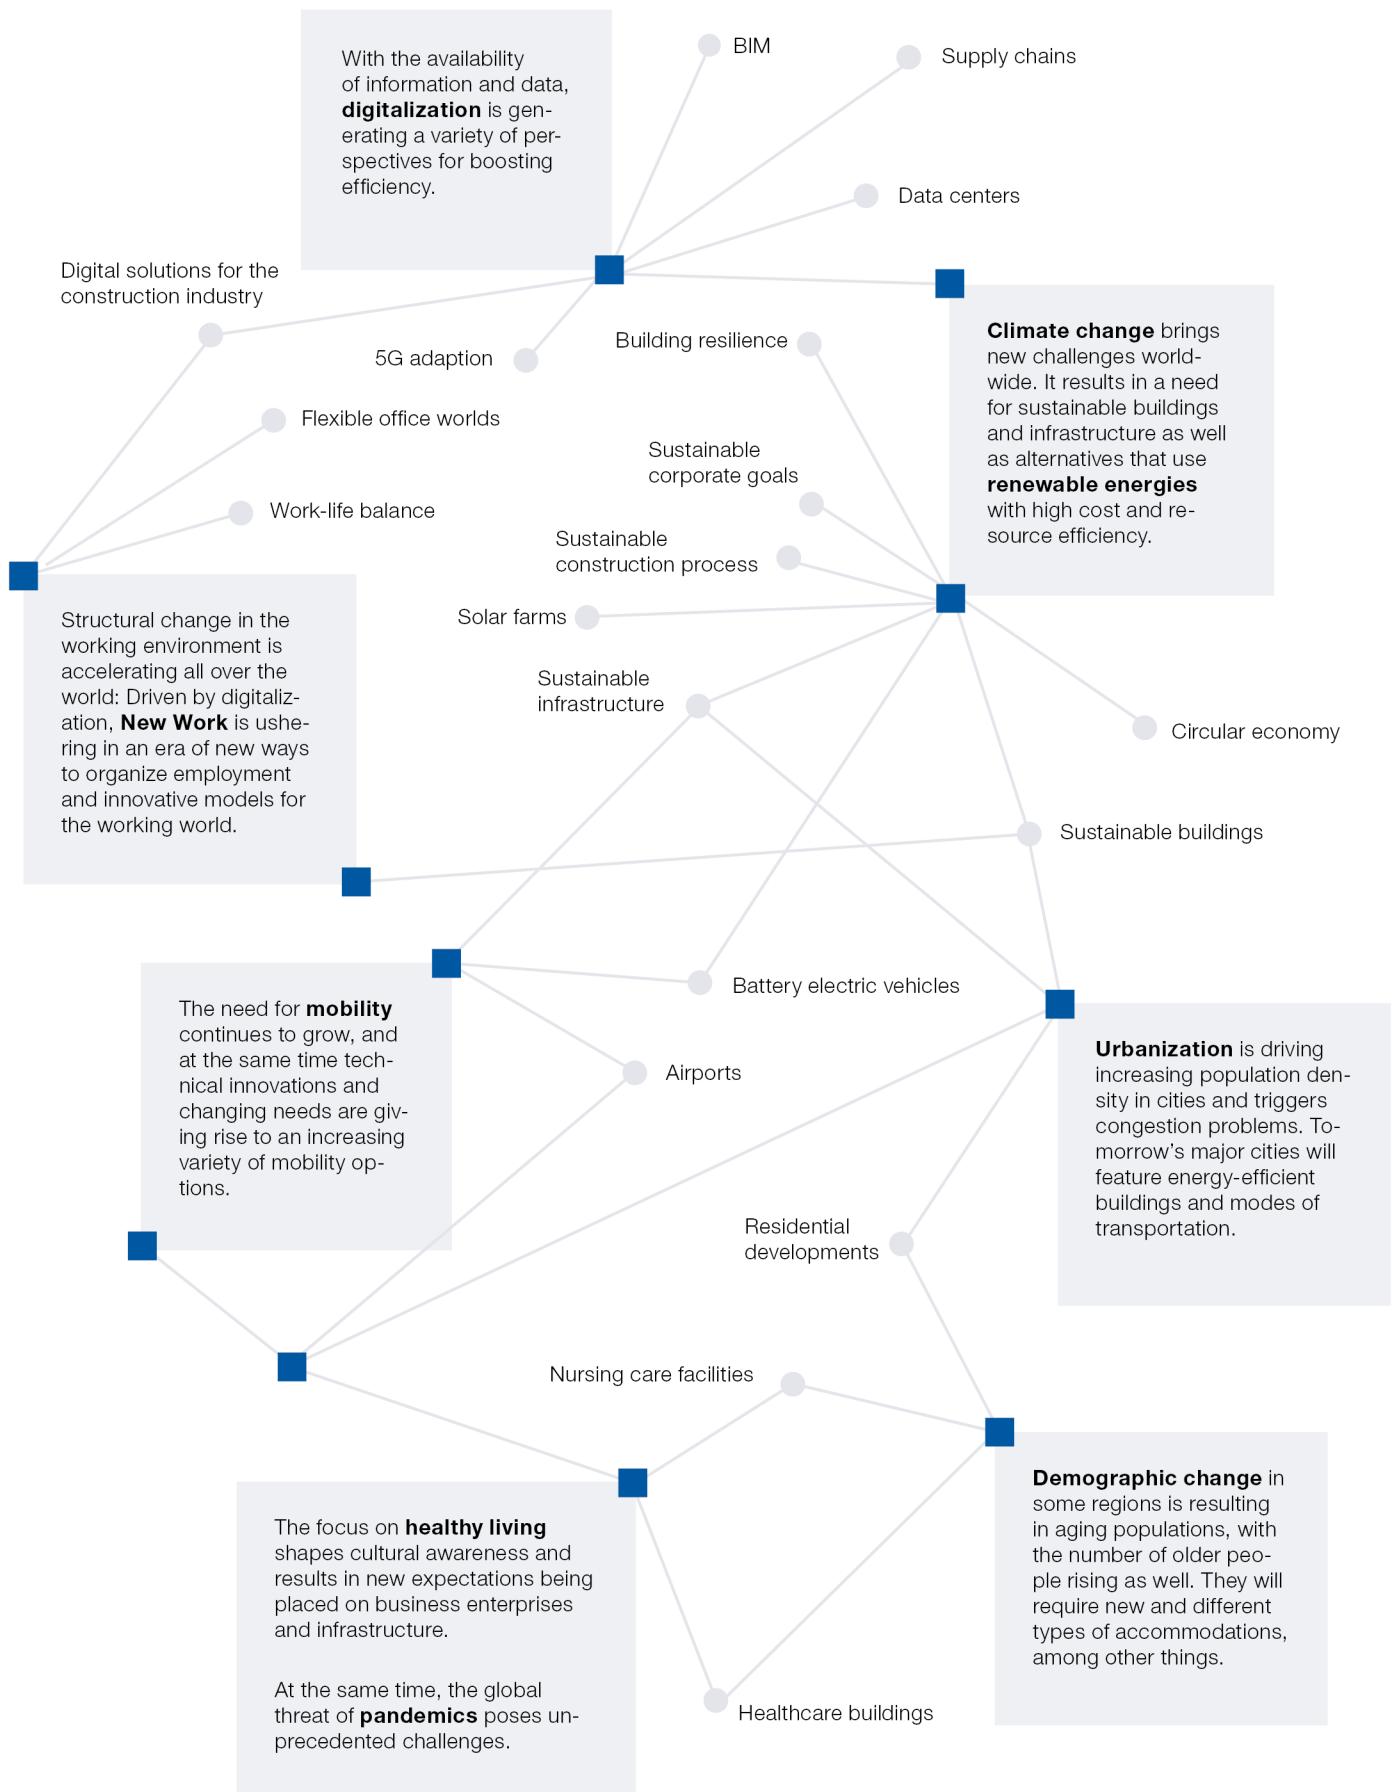 With the availability
of information and data,
digitalization is gen-
erating a variety of per-
spectives for boosting
efficiency.
BIM
Supply chains
Data centers
Digital solutions for the
construction industry
5G adaption
Building resilience
Climate change brings
new challenges world-
wide. It results in a need
for sustainable buildings
and infrastructure as well
as alternatives that use
renewable energies
with high cost and re-
source efficiency.
Flexible office worlds
Sustainable
corporate goals
Work-life balance
Sustainable
construction process
Solar farms
Structural change in the
working environment is
accelerating all over the
world: Driven by digitaliz-
ation, New Work is ushe-
ring in an era of new ways
to organize employment
and innovative models for
the working world.
Sustainable
infrastructure
Circular economy
Sustainable buildings
The need for mobility
continues to grow, and
at the same time tech-
nical innovations and
changing needs are giv-
ing rise to an increasing
variety of mobility op-
tions.
Battery electric vehicles
Airports
Urbanization is driving
increasing population den-
sity in cities and triggers
congestion problems. To-
morrow’s major cities will
feature energy-efficient
buildings and modes of
transportation.
Residential
developments
Nursing care facilities
Demographic change in
some regions is resulting
in aging populations, with
the number of older peo-
ple rising as well. They will
require new and different
types of accommodations,
among other things.
The focus on healthy living
shapes cultural awareness and
results in new expectations being
placed on business enterprises
and infrastructure.
At the same time, the global
threat of pandemics poses un-
precedented challenges.
Healthcare buildings